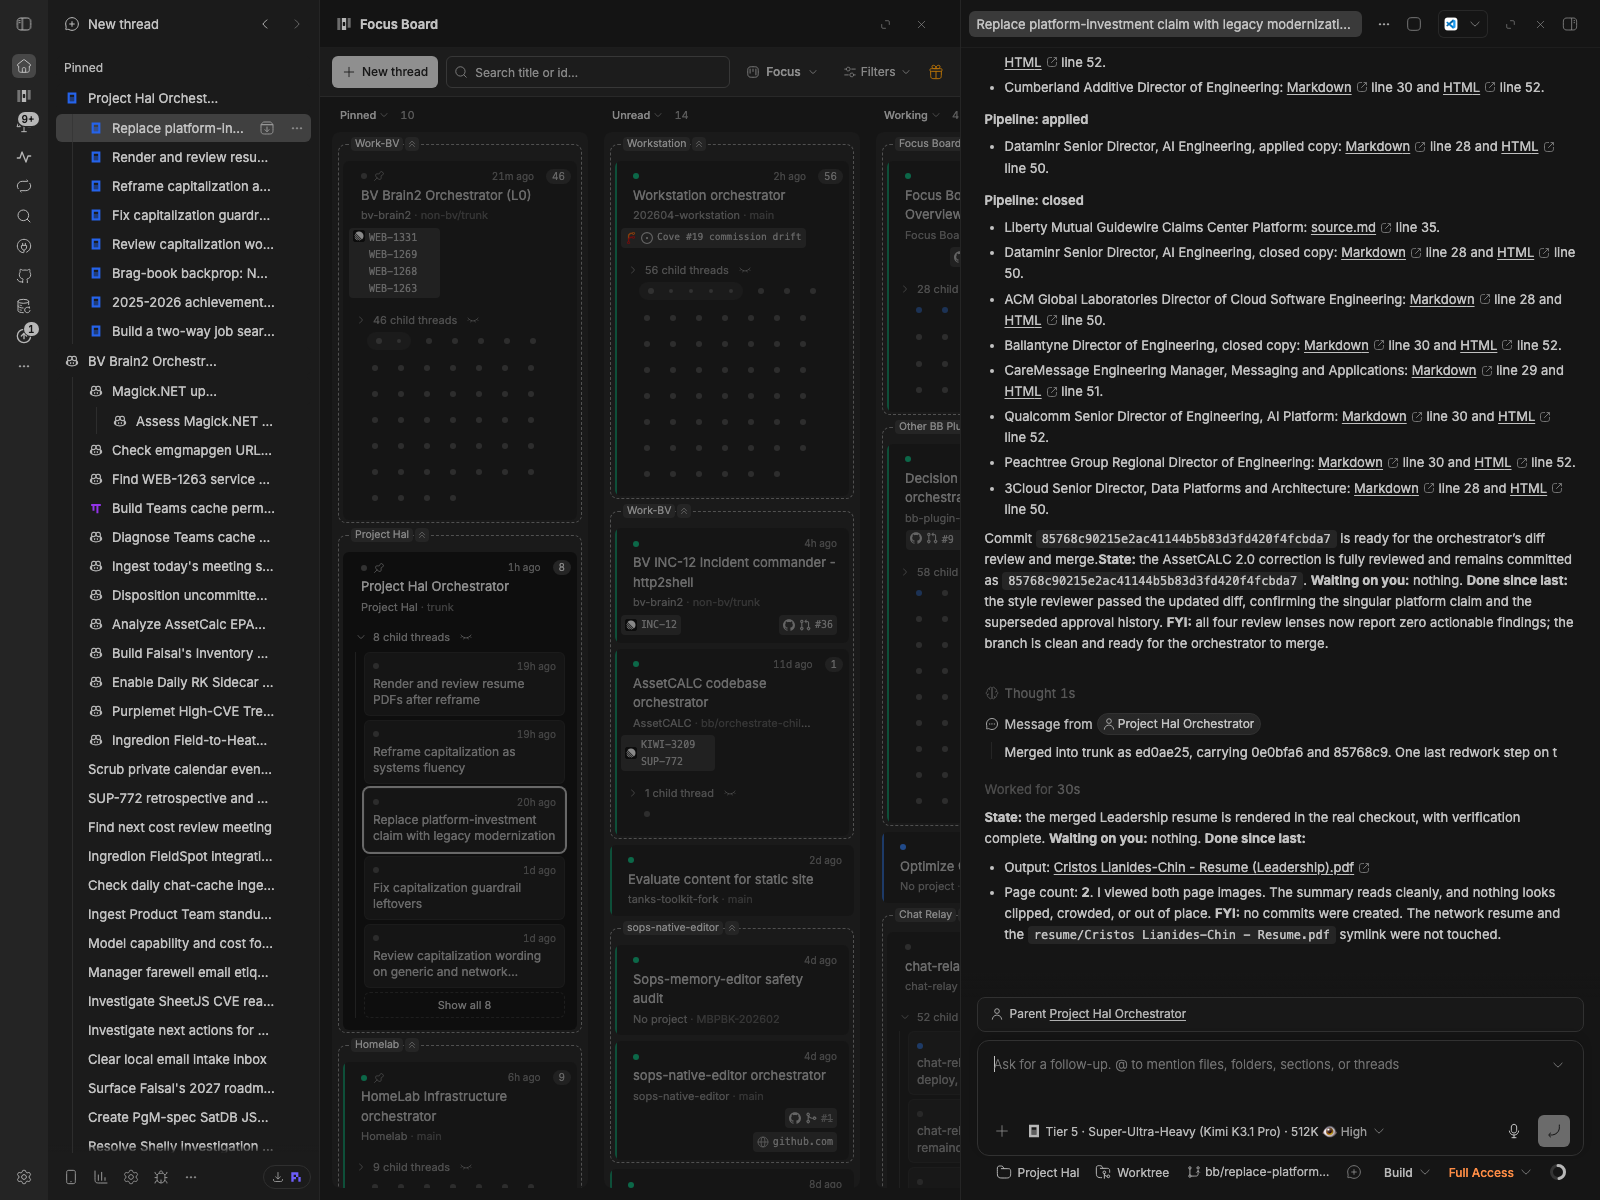 New thread
Pinned
Project Hal Orchest...
Replace platform-in...
Render and review resu...
Reframe capitalization a...
Fix capitalization guardr...
Review capitalization wo...
Brag-book backprop: N...
2025-2026 achievement...
Build a two-way job sear...
BV Brain2 Orchestr...
Magick.NET up...
Assess Magick.NET ...
Check emgmapgen URL...
Find WEB-1263 service ...
Build Teams cache perm...
Diagnose Teams cache ...
Ingest today's meeting s...
Disposition uncommitte...
Analyze AssetCalc EPA...
Build Faisal's Inventory ...
Enable Daily RK Sidecar ...
Purplemet High-CVE Tre...
Ingredion Field-to-Heat...
Scrub private calendar even...
SUP-772 retrospective and ...
Find next cost review meeting
Ingredion FieldSpot integrati...
Check daily chat-cache inge...
Ingest Product Team standu...
Model capability and cost fo...
Manager farewell email etiq...
Investigate SheetJS CVE rea...
Investigate next actions for ...
Clear local email intake inbox
Surface Faisal's 2027 roadm...
Create PgM-spec SatDB JS...
Resolve Shelly investigation ...
9+
1
Focus Board
New thread
Search title or id...
Focus
Filters
Pinned 10
Work-BV
21m ago 46
BV Brain2 Orchestrator (L0)
bv-brain2 · non-bv/trunk
WEB-1331
WEB-1269
WEB-1268
WEB-1263
46 child threads
Project Hal
1h ago 8
Project Hal Orchestrator
Project Hal · trunk
8 child threads
19h ago
Render and review resume
PDFs after reframe
19h ago
Reframe capitalization as
systems fluency
20h ago
Replace platform-investment
claim with legacy modernization
1d ago
Fix capitalization guardrail
leftovers
1d ago
Review capitalization wording
on generic and network...
Show all 8
Homelab
6h ago 9
HomeLab Infrastructure
orchestrator
Homelab · main
9 child threads
Unread 14
Workstation
2h ago 56
Workstation orchestrator
202604-workstation · main
Cove #19 commission drift
56 child threads
Work-BV
4h ago
BV INC-12 Incident commander -
http2shell
bv-brain2 · non-bv/trunk
INC-12 #36
11d ago 1
AssetCALC codebase
orchestrator
AssetCALC · bb/orchestrate-chil...
KIWI-3209
SUP-772
1 child thread
2d ago
Evaluate content for static site
tanks-toolkit-fork · main
sops-native-editor
4d ago
Sops-memory-editor safety
audit
No project · MBPBK-202602
4d ago
sops-native-editor orchestrator
sops-native-editor · main
#1
github.com
8d ago
Working 4
Focus Board
Focus Bo
Overview
Focus Boa
28 child
Other BB Plu
Decision
orchestra
bb-plugin-
#9
58 child
Optimize
No project ·
Chat Relay
chat-rela
chat-relay
52 child
chat-rel
deploy,
chat-rel
remaind
Replace platform-investment claim with legacy modernizati...
HTML line 52.
• Cumberland Additive Director of Engineering: Markdown line 30 and HTML line 52.
Pipeline: applied
• Dataminr Senior Director, AI Engineering, applied copy: Markdown line 28 and HTML
line 50.
Pipeline: closed
• Liberty Mutual Guidewire Claims Center Platform: source.md line 35.
• Dataminr Senior Director, AI Engineering, closed copy: Markdown line 28 and HTML line
50.
• ACM Global Laboratories Director of Cloud Software Engineering: Markdown line 28 and
HTML line 50.
• Ballantyne Director of Engineering, closed copy: Markdown line 30 and HTML line 52.
• CareMessage Engineering Manager, Messaging and Applications: Markdown line 29 and
HTML line 51.
• Qualcomm Senior Director of Engineering, AI Platform: Markdown line 30 and HTML
line 52.
• Peachtree Group Regional Director of Engineering: Markdown line 30 and HTML line 52.
• 3Cloud Senior Director, Data Platforms and Architecture: Markdown line 28 and HTML
line 50.
Commit 85768c90215e2ac41144b5b83d3fd420f4fcbda7 is ready for the orchestrator's diff
review and merge.State: the AssetCALC 2.0 correction is fully reviewed and remains committed
as 85768c90215e2ac41144b5b83d3fd420f4fcbda7 . Waiting on you: nothing. Done since last:
the style reviewer passed the updated diff, confirming the singular platform claim and the
superseded approval history. FYI: all four review lenses now report zero actionable findings; the
branch is clean and ready for the orchestrator to merge.
Thought 1s
Message from Project Hal Orchestrator
Merged into trunk as ed0ae25, carrying 0e0bfa6 and 85768c9. One last redwork step on t
Worked for 30s
State: the merged Leadership resume is rendered in the real checkout, with verification
complete. Waiting on you: nothing. Done since last:
• Output: Cristos Lianides-Chin - Resume (Leadership).pdf
• Page count: 2. I viewed both page images. The summary reads cleanly, and nothing looks
clipped, crowded, or out of place. FYI: no commits were created. The network resume and
the resume/Cristos Lianides-Chin - Resume.pdf symlink were not touched.
Parent Project Hal Orchestrator
Ask for a follow-up. @ to mention files, folders, sections, or threads
Tier 5 · Super-Ultra-Heavy (Kimi K3.1 Pro) · 512K High
Project Hal Worktree bb/replace-platform... Build Full Access